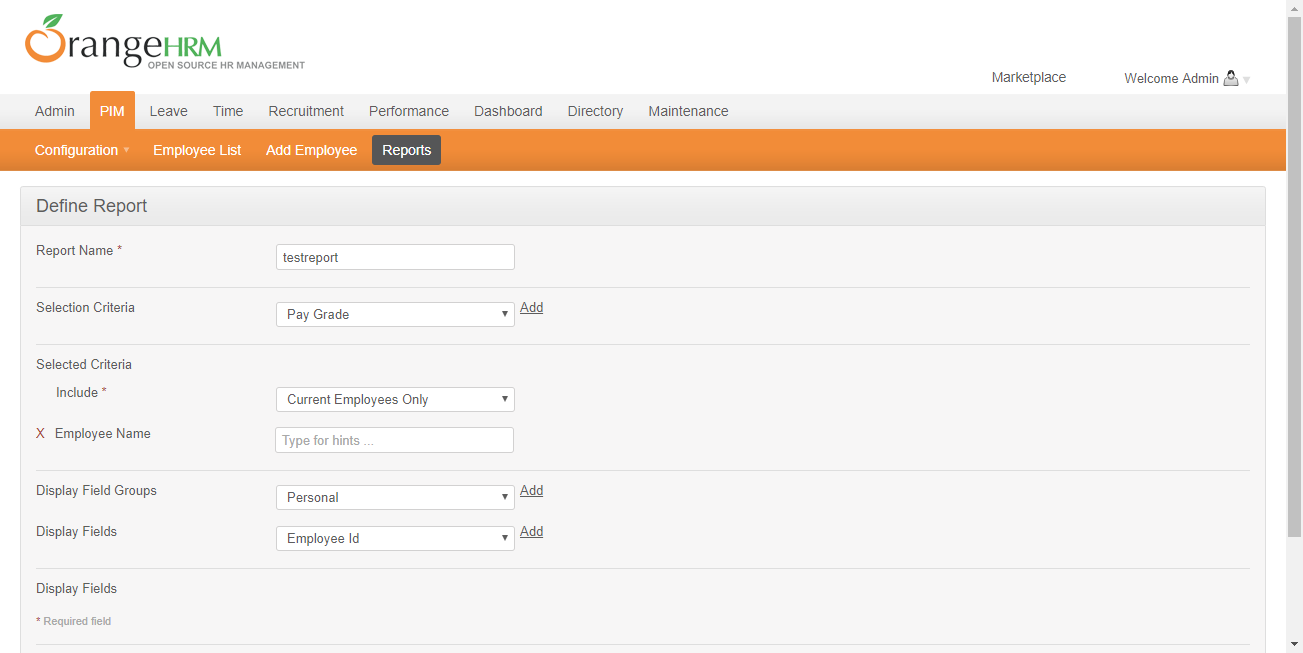 OrangeHRM
OPEN SOURCE HR MANAGEMENT
Marketplace Welcome Admin
Admin PIM Leave Time Recruitment Performance Dashboard Directory Maintenance
Configuration Employee List Add Employee Reports
Define Report
Report Name * testreport
Selection Criteria Pay Grade Add
Selected Criteria
Include * Current Employees Only
X Employee Name Type for hints ...
Display Field Groups Personal Add
Display Fields Employee Id Add
Display Fields
* Required field